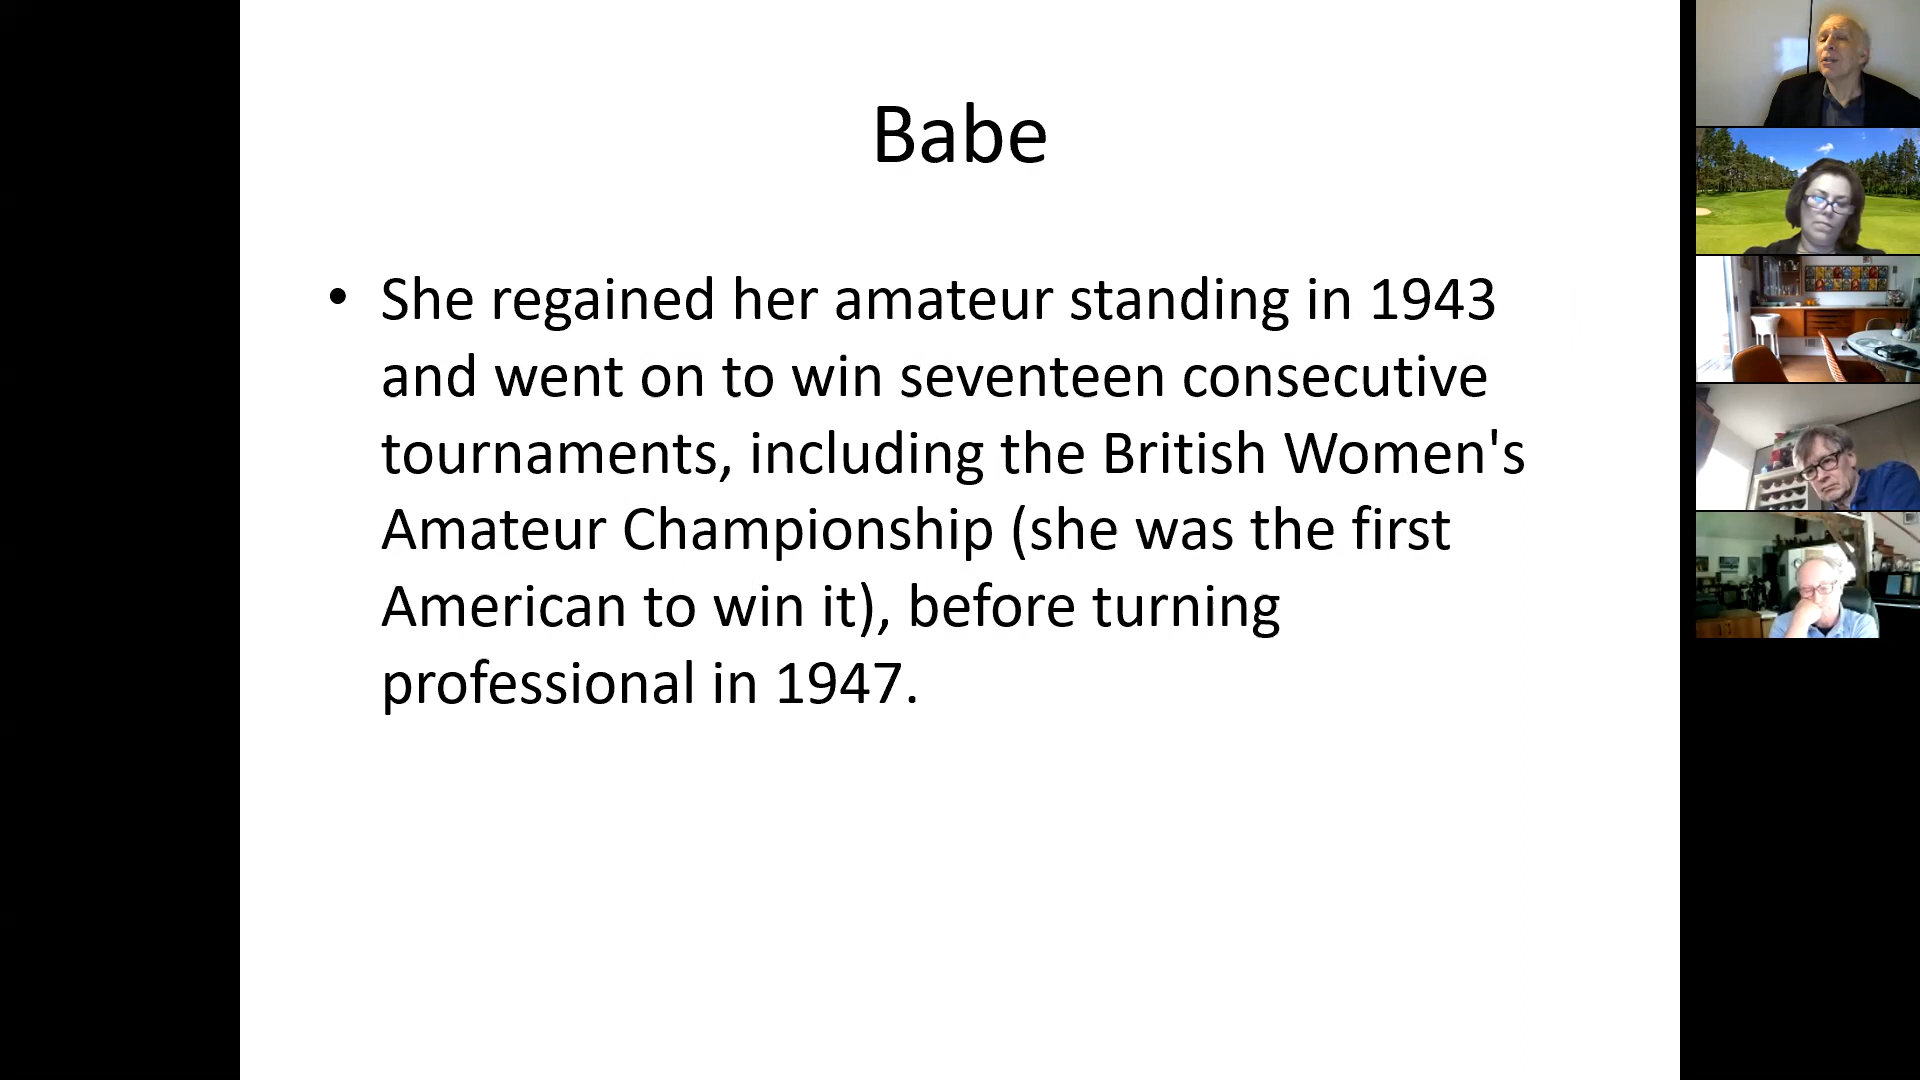 Babe
• She regained her amateur standing in 1943
and went on to win seventeen consecutive
tournaments, including the British Women's
Amateur Championship (she was the first
American to win it), before turning
professional in 1947.